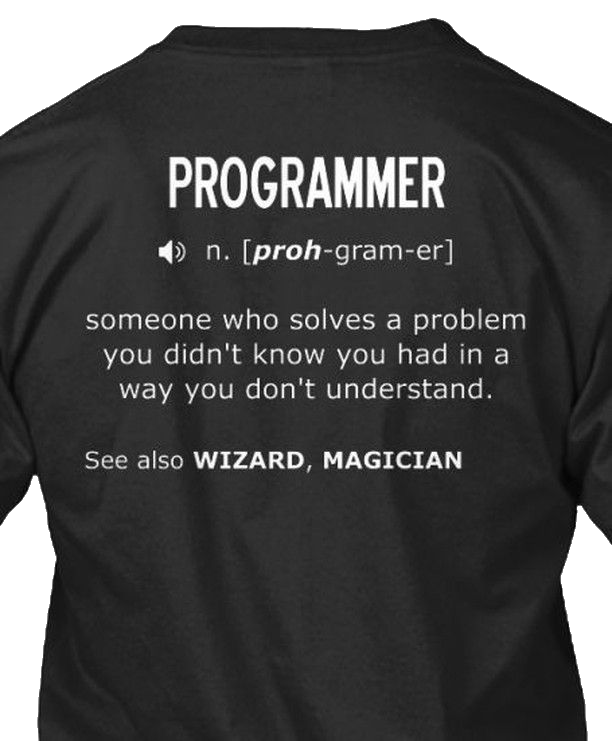 PROGRAMMER
n. [proh-gram-er]
someone who solves a problem
you didn't know you had in a
way you don't understand.
See also WIZARD, MAGICIAN